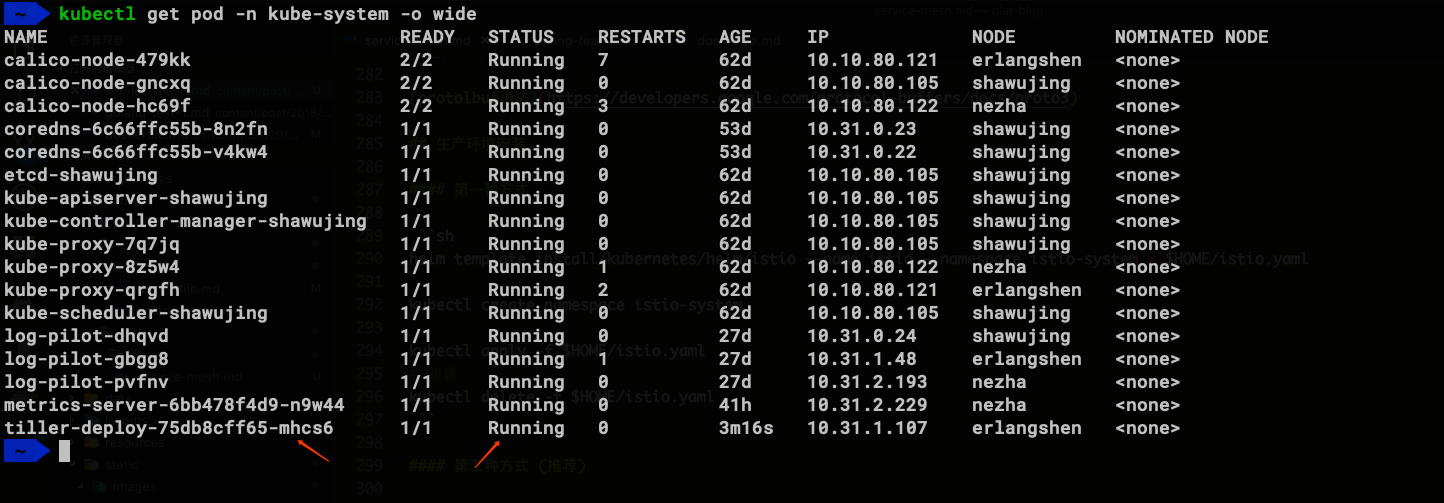 ~ kubectl get pod -n kube-system -o wide
NAME READY STATUS RESTARTS AGE IP NODE NOMINATED NODE
calico-node-479kk 2/2 Running 7 62d 10.10.80.121 erlangshen <none>
calico-node-gncxq 2/2 Running 0 62d 10.10.80.105 shawujing <none>
calico-node-hc69f 2/2 Running 3 62d 10.10.80.122 nezha <none>
coredns-6c66ffc55b-8n2fn 1/1 Running 0 53d 10.31.0.23 shawujing <none>
coredns-6c66ffc55b-v4kw4 1/1 Running 0 53d 10.31.0.22 shawujing <none>
etcd-shawujing 1/1 Running 0 62d 10.10.80.105 shawujing <none>
kube-apiserver-shawujing 1/1 Running 0 62d 10.10.80.105 shawujing <none>
kube-controller-manager-shawujing 1/1 Running 0 62d 10.10.80.105 shawujing <none>
kube-proxy-7q7jq 1/1 Running 0 62d 10.10.80.105 shawujing <none>
kube-proxy-8z5w4 1/1 Running 1 62d 10.10.80.122 nezha <none>
kube-proxy-qrgfh 1/1 Running 2 62d 10.10.80.121 erlangshen <none>
kube-scheduler-shawujing 1/1 Running 0 62d 10.10.80.105 shawujing <none>
log-pilot-dhqvd 1/1 Running 0 27d 10.31.0.24 shawujing <none>
log-pilot-gbgg8 1/1 Running 1 27d 10.31.1.48 erlangshen <none>
log-pilot-pvfnv 1/1 Running 0 27d 10.31.2.193 nezha <none>
metrics-server-6bb478f4d9-n9w44 1/1 Running 0 41h 10.31.2.229 nezha <none>
tiller-deploy-75db8cff65-mhcs6 1/1 Running 0 3m16s 10.31.1.107 erlangshen <none>
~